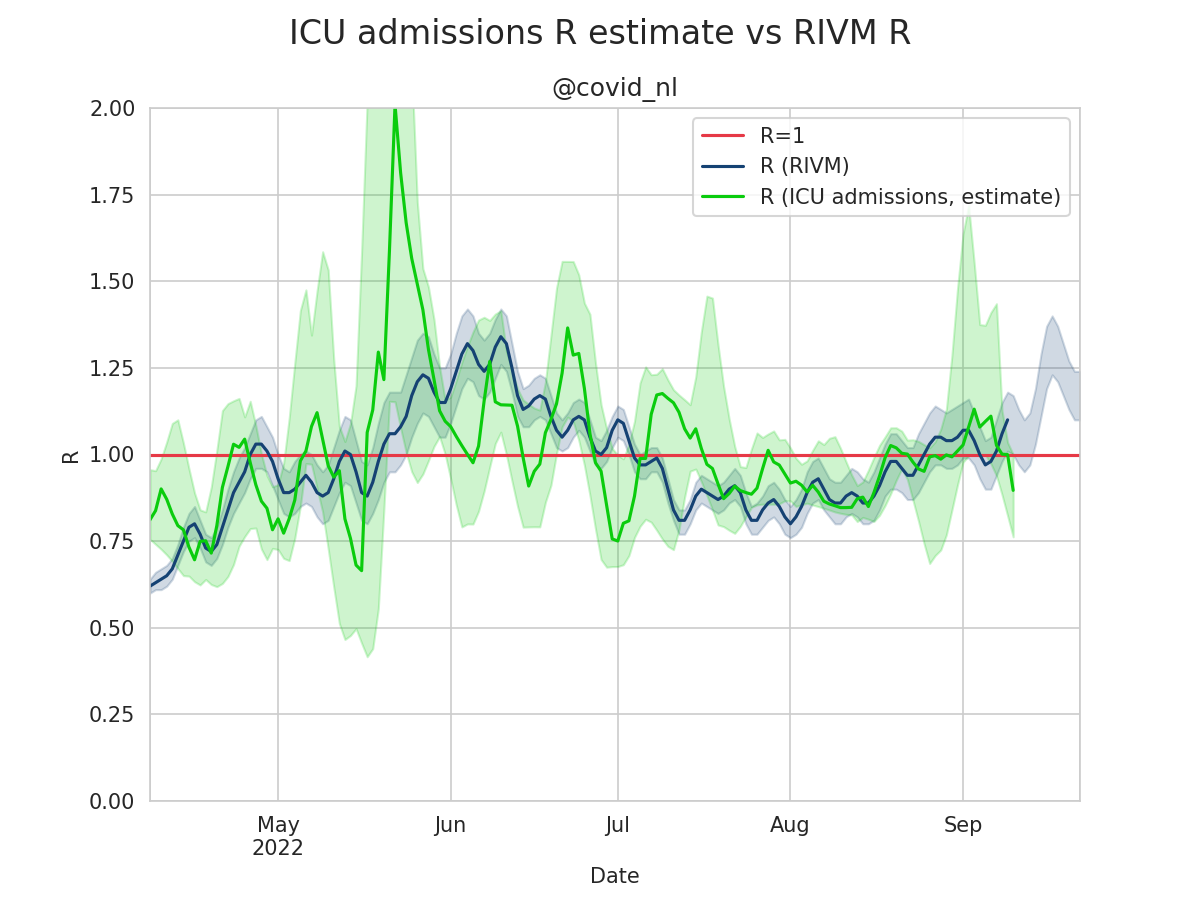 ICU admissions R estimate vs RIVM R
@covid_nl
R=1
R (RIVM)
R (ICU admissions, estimate)
2.00
1.75
1.50
1.25
1.00
0.75
0.50
0.25
0.00
R
May Jun Jul Aug Sep
2022
Date